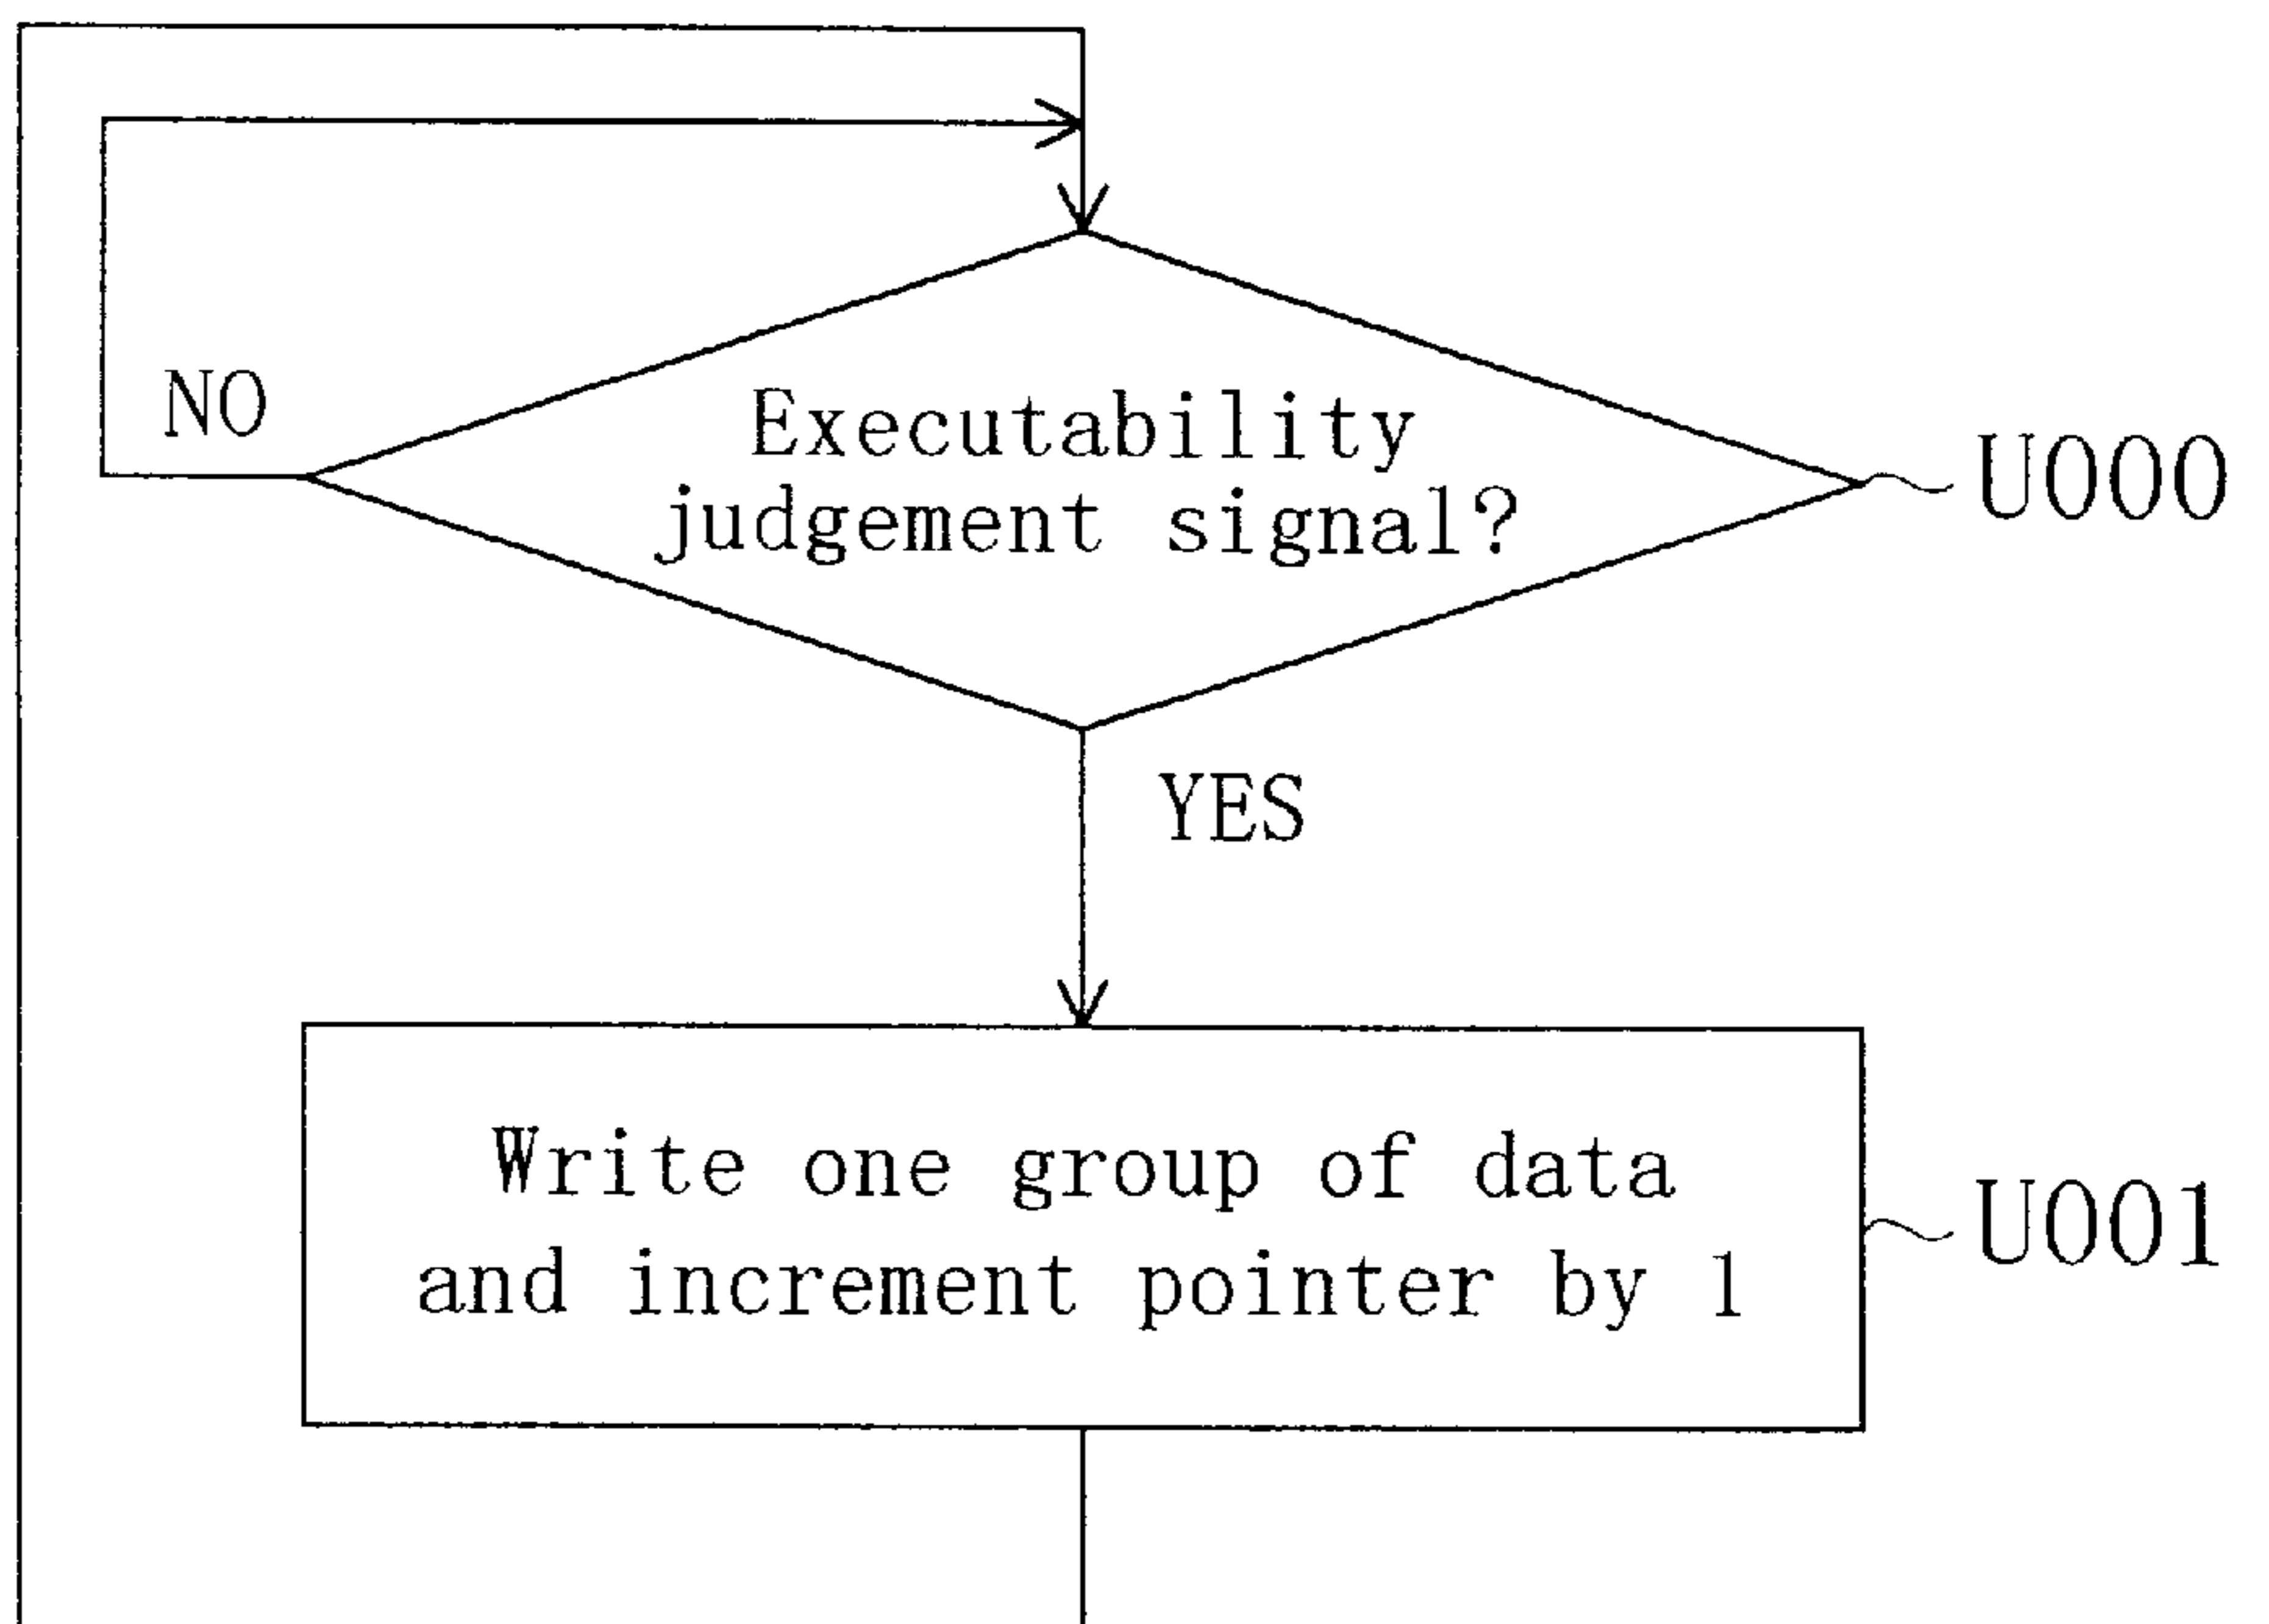 NO
Executability
judgement signal?
U000
YES
Write one group of data
and increment pointer by 1
U001